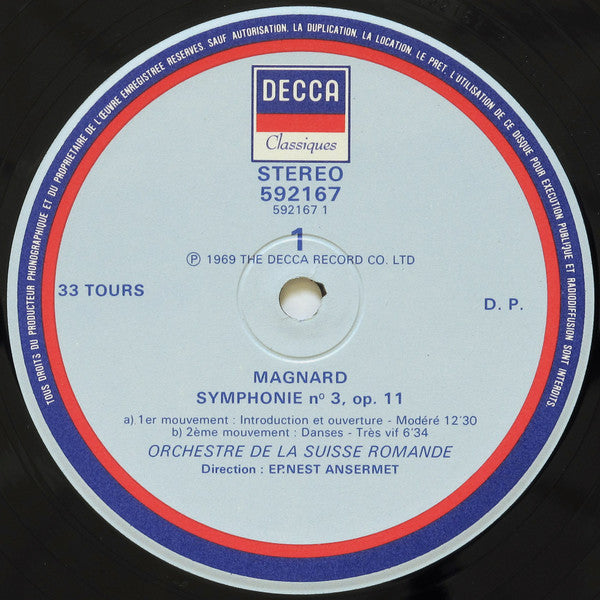 TOUS DROITS DU PRODUCTEUR PHONOGRAPHIQUE ET DU PROPRIETAIRE DE L'ŒUVRE ENREGISTREE RESERVES. SAUF AUTORISATION, LA DUPLICATION, LA LOCATION, LE PRET, L'UTILISATION DE CE DISQUE POUR EXECUTION PUBLIQUE ET RADIODIFFUSION SONT INTERDITS
DECCA
Classiques
STEREO
592167
592167 1
1
℗ 1969 THE DECCA RECORD CO. LTD
33 TOURS
D. P.
MAGNARD
SYMPHONIE nº 3, op. 11
a) 1er mouvement : Introduction et ouverture - Modéré 12'30
b) 2ème mouvement : Danses - Très vif 6'34
ORCHESTRE DE LA SUISSE ROMANDE
Direction : ERNEST ANSERMET